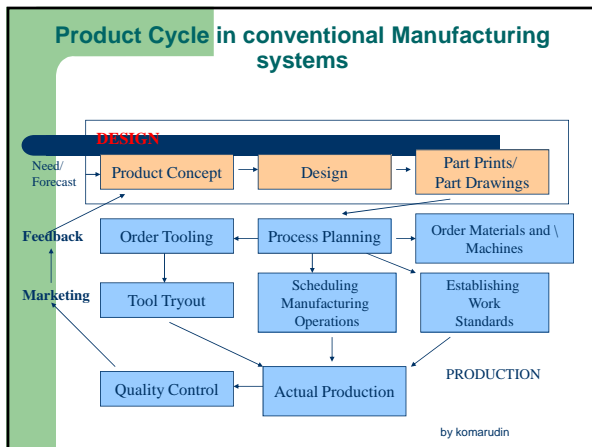 Product Cycle in conventional Manufacturing
systems
DESIGN
Need/
Forecast
Product Concept
Design
Part Prints/
Part Drawings
Feedback
Order Tooling
Process Planning
Order Materials and \
Machines
Marketing
Tool Tryout
Scheduling
Manufacturing
Operations
Establishing
Work
Standards
Quality Control
Actual Production
PRODUCTION
by komarudin